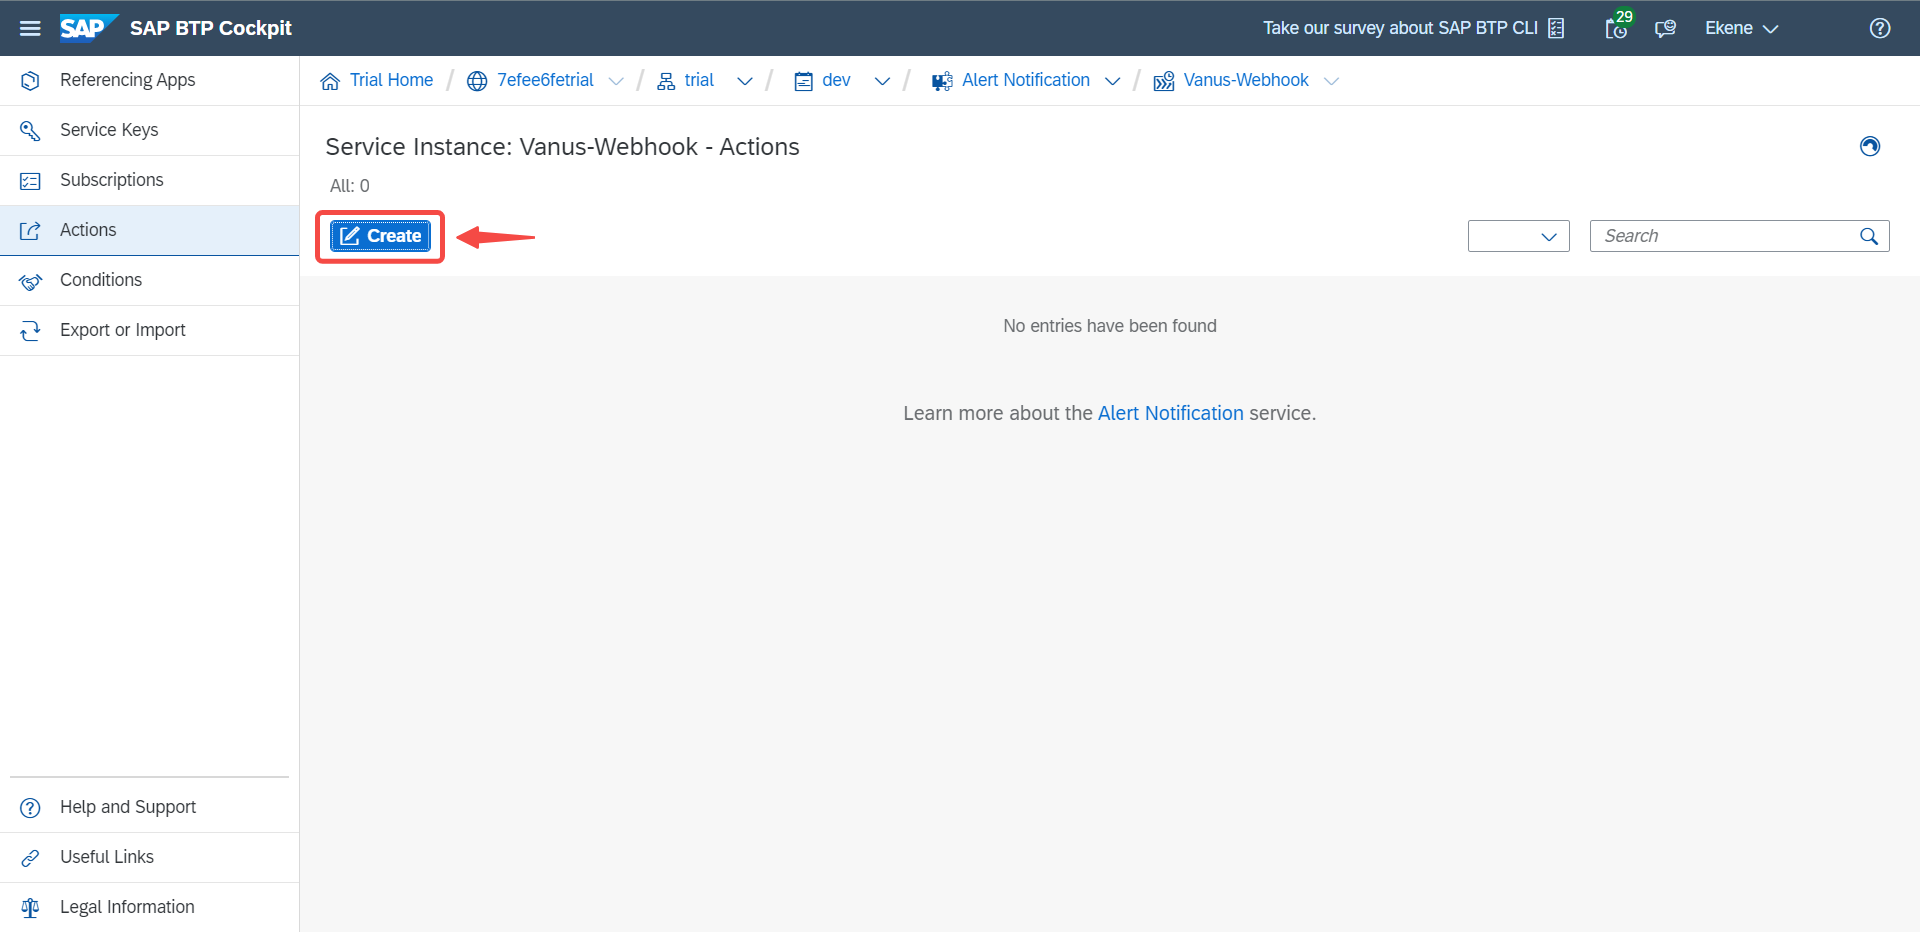 SAP SAP BTP Cockpit
Take our survey about SAP BTP CLI
29
Ekene
Referencing Apps
Service Keys
Subscriptions
Actions
Conditions
Export or Import
Help and Support
Useful Links
Legal Information
Trial Home / 7efee6fetrial / trial / dev / Alert Notification / Vanus-Webhook
Service Instance: Vanus-Webhook - Actions
All: 0
Create
Search
No entries have been found
Learn more about the Alert Notification service.